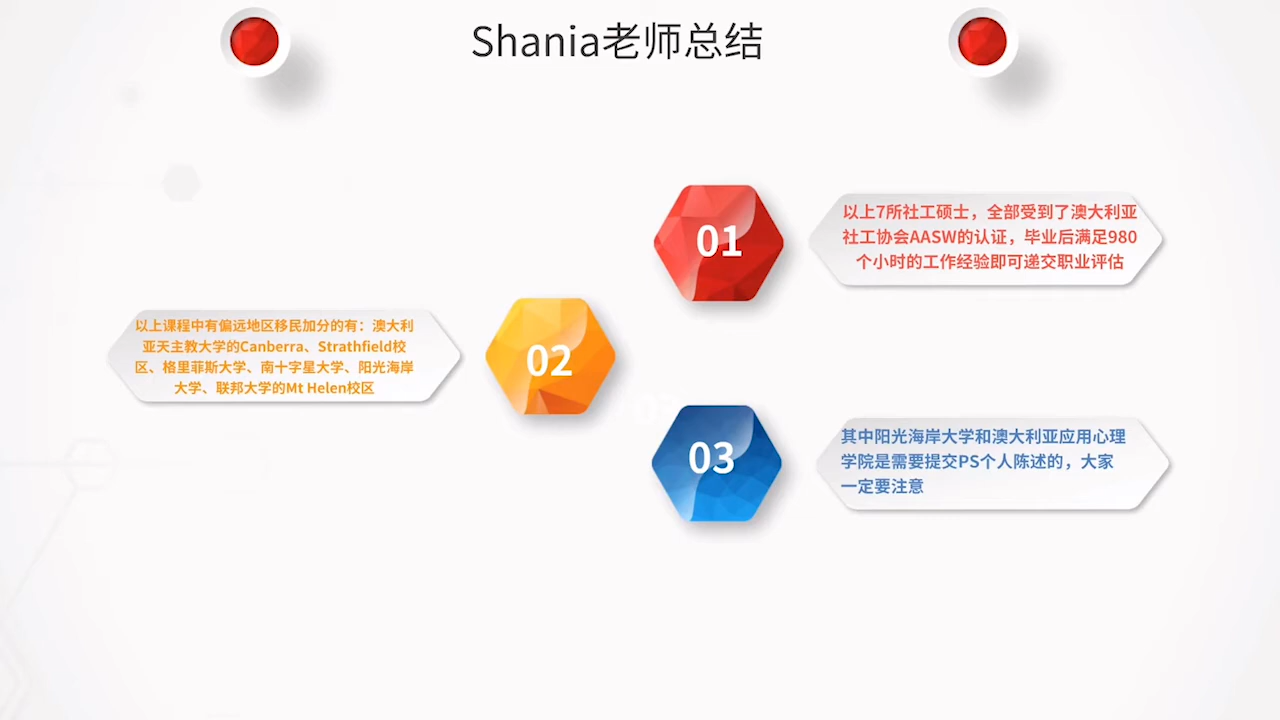 Shania老师总结
01
以上7所社工硕士，全部受到了澳大利亚
社工协会AASW的认证，毕业后满足980
个小时的工作经验即可递交职业评估
02
以上课程中有偏远地区移民加分的有：澳大利
亚天主教大学的Canberra、Strathfield校
区、格里菲斯大学、南十字星大学、阳光海岸
大学、联邦大学的Mt Helen校区
03
其中阳光海岸大学和澳大利亚应用心理
学院是需要提交PS个人陈述的，大家
一定要注意